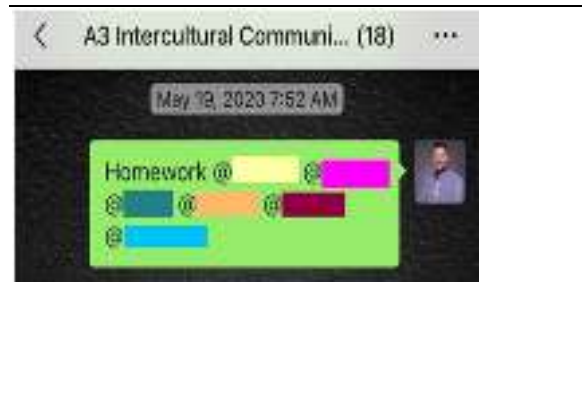 A3 Intercultural Communi... (18)
May 19, 2023 7:52 AM
Homework @ @
@ @ @
@